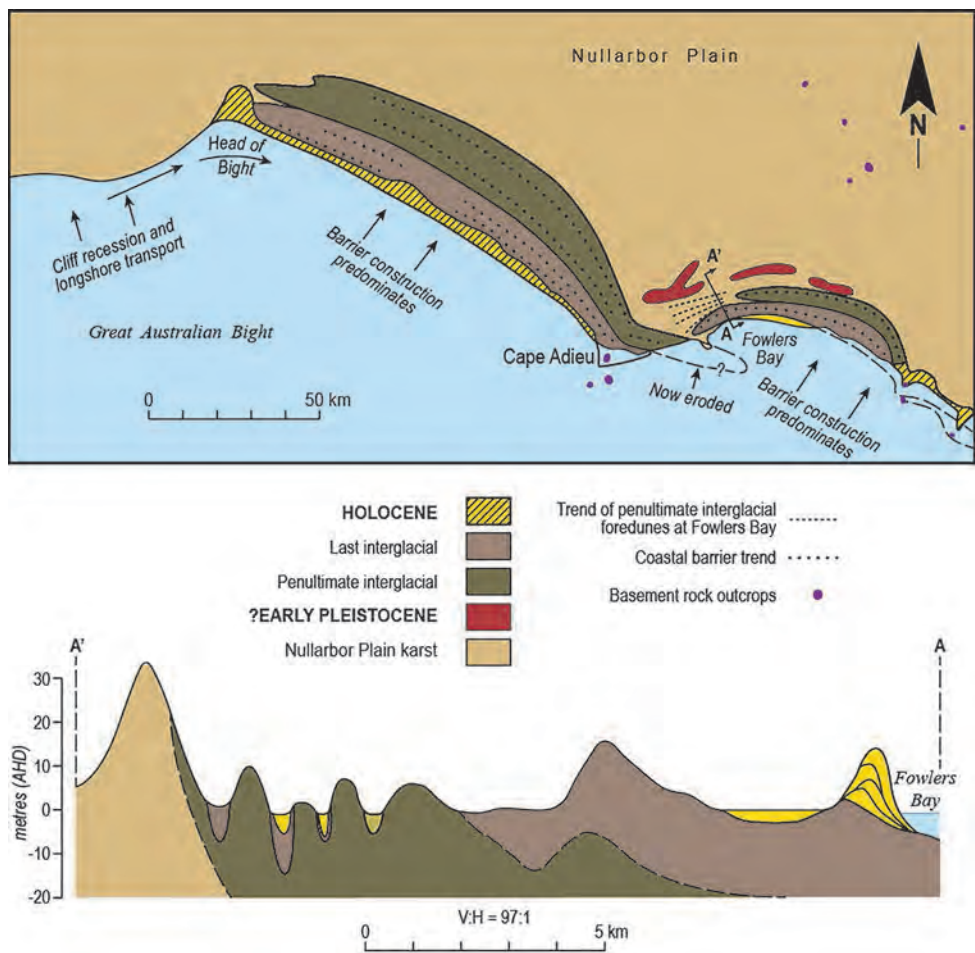 Nullarbor Plain
N
Head of
Bight
Cliff recession and
longshore transport
Barrier construction
predominates
Great Australian Bight
A'
A
Fowlers
Bay
Cape Adieu
?
Now eroded
Barrier construction
predominates
0 50 km
HOLOCENE
Last interglacial
Penultimate interglacial
?EARLY PLEISTOCENE
Nullarbor Plain karst
Trend of penultimate interglacial
foredunes at Fowlers Bay
Coastal barrier trend
Basement rock outcrops
A'
A
30
20
10
0
-10
-20
metres (AHD)
Fowlers
Bay
V:H = 97:1
0 5 km